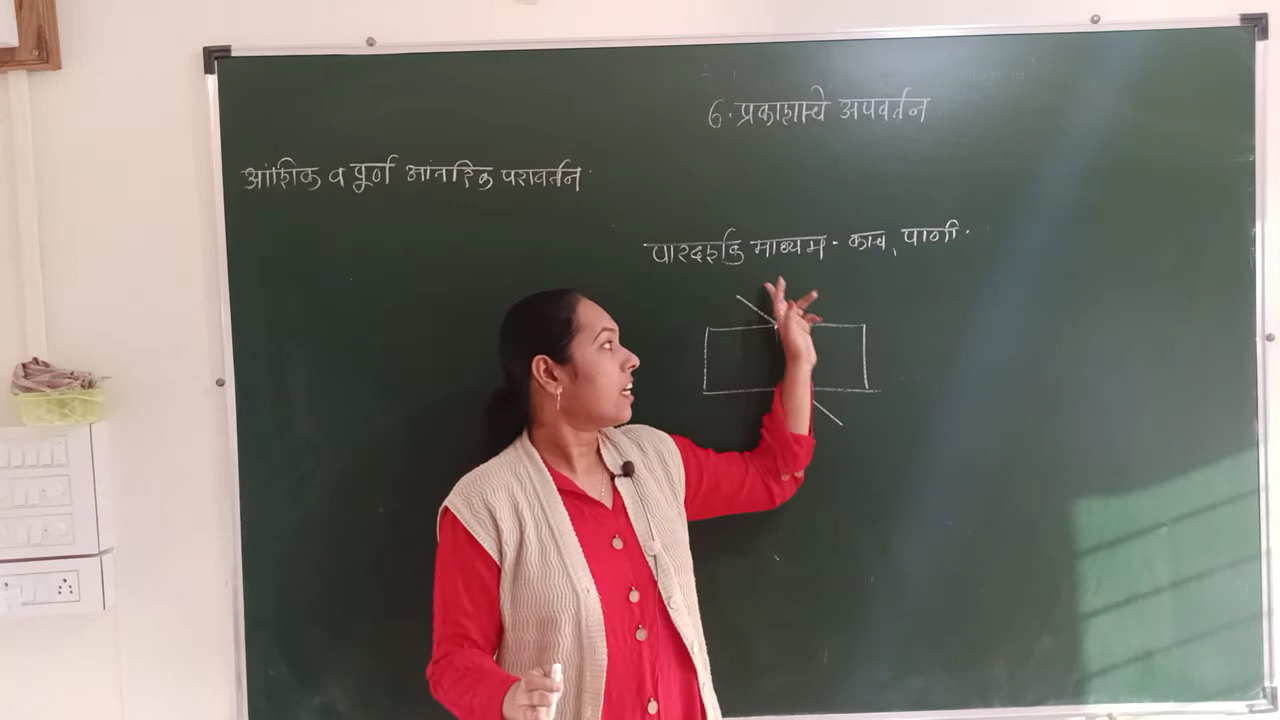 6. प्रकाशाचे अपवर्तन
आंशिक व पूर्ण आंतरिक परावर्तन
पारदर्शक माध्यम - काच, पाणी.